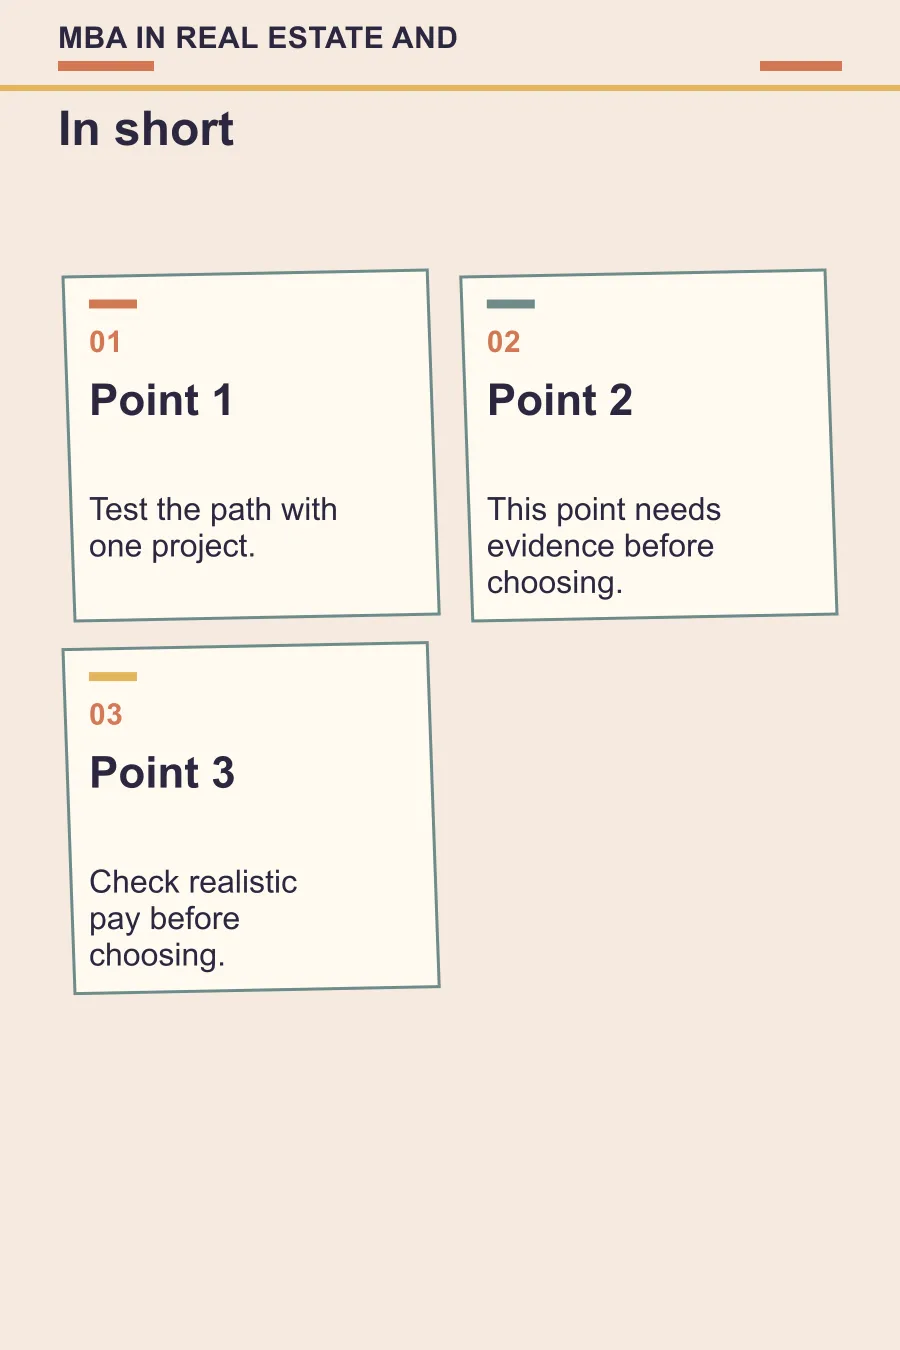 MBA IN REAL ESTATE AND
In short
01
Point 1
Test the path with
one project.
02
Point 2
This point needs
evidence before
choosing.
03
Point 3
Check realistic
pay before
choosing.